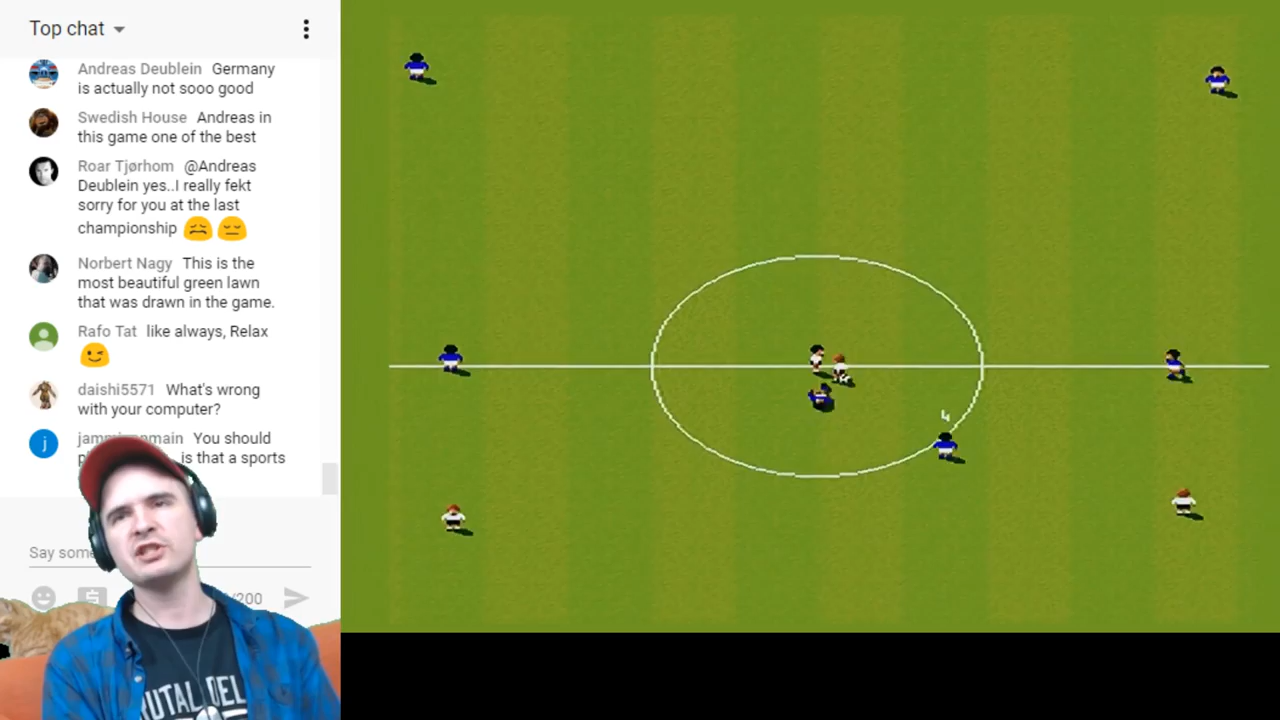 Top chat
Andreas Deublein Germany
is actually not sooo good
Swedish House Andreas in
this game one of the best
Roar Tjørhom @Andreas
Deublein yes..I really fekt
sorry for you at the last
championship
Norbert Nagy This is the
most beautiful green lawn
that was drawn in the game.
Rafo Tat like always, Relax
daishi5571 What's wrong
with your computer?
j
You should
is that a sports
4
Say
/200